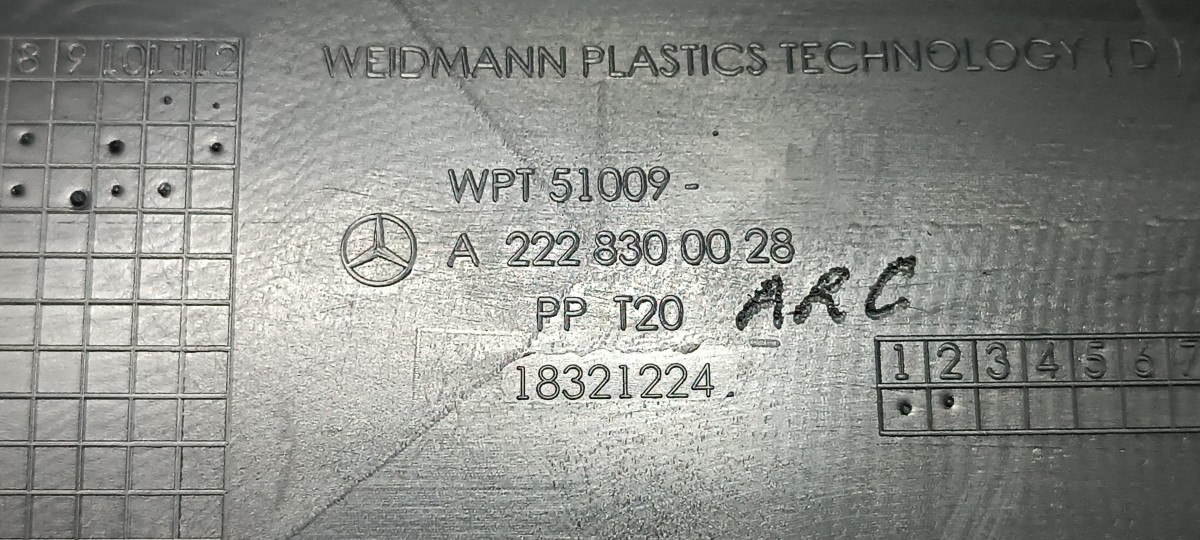 8 9 10 11 12
WEIDMANN PLASTICS TECHNOLOGY ( D )
WPT 51009 -
A 222 830 00 28
PP T20
ARC
18321224
1 2 3 4 5 6 7